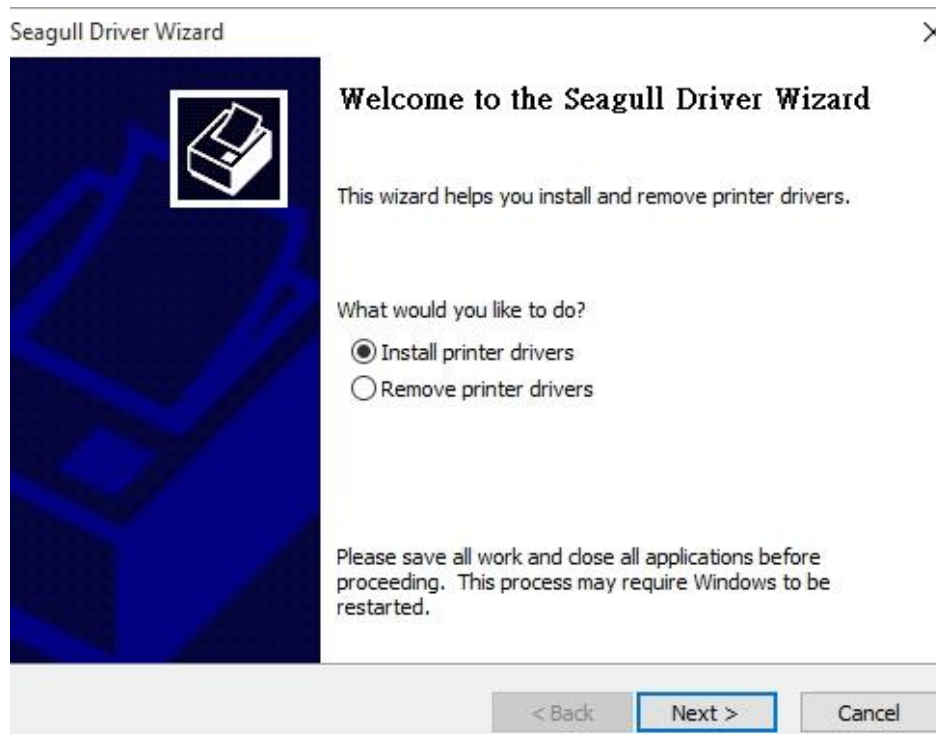 Seagull Driver Wizard
Welcome to the Seagull Driver Wizard
This wizard helps you install and remove printer drivers.
What would you like to do?
Install printer drivers
Remove printer drivers
Please save all work and close all applications before
proceeding. This process may require Windows to be
restarted.
< Back Next > Cancel